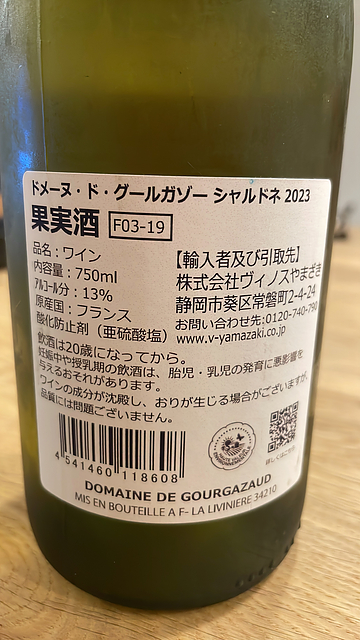 ドメーヌ・ド・グールガゾー シャルドネ 2023
果実酒 F03-19
品名：ワイン
内容量：750ml
アルコール分：13%
原産国：フランス
酸化防止剤（亜硫酸塩）
【輸入者及び引取先】
株式会社ヴィノスやまざき
静岡市葵区常磐町2-4-24
お問い合わせ先:0120-740-790
www.v-yamazaki.co.jp
飲酒は20歳になってから。
妊娠中や授乳期の飲酒は、胎児・乳児の発育に悪影響を
与えるおそれがあります。
ワインの成分が沈殿し、おりが生じる場合がございますが、
品質には問題ございません。
4 541460 118608
詳しくはこちら
DOMAINE DE GOURGAZAUD
MIS EN BOUTEILLE A F- LA LIVINIERE 34210